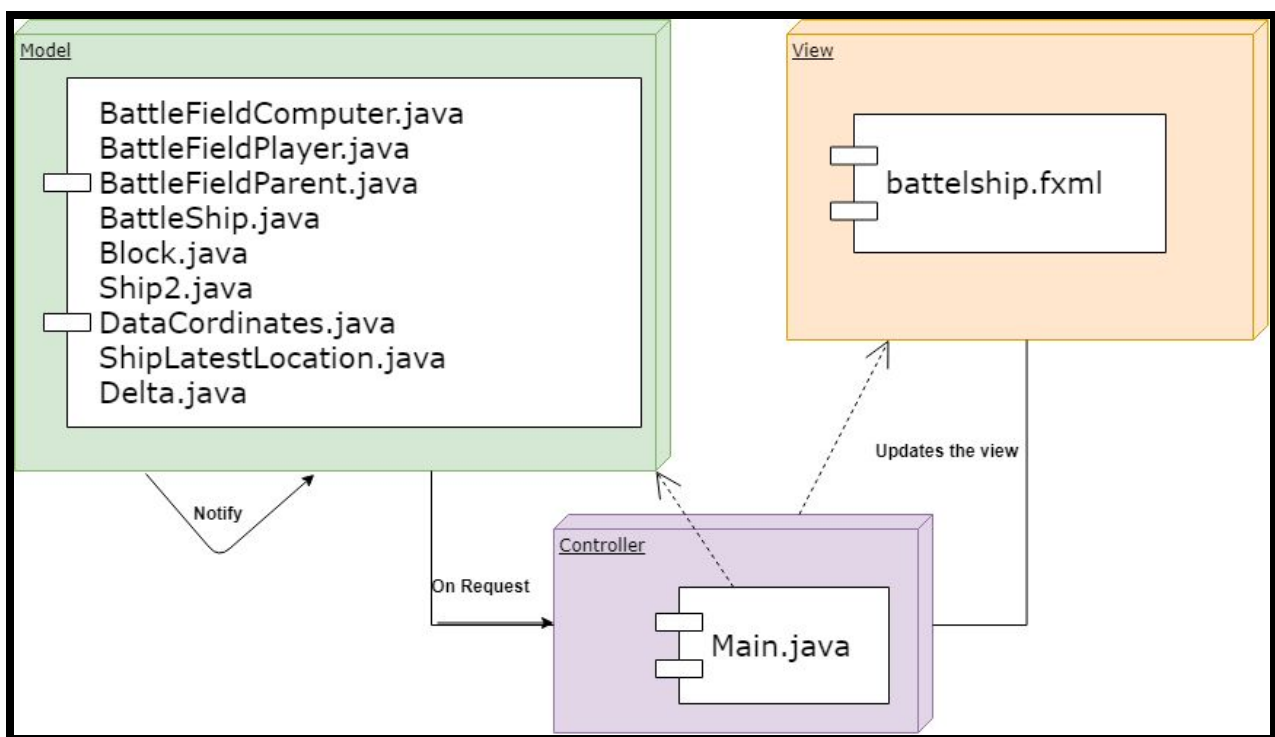 Model
BattleFieldComputer.java
BattleFieldPlayer.java
BattleFieldParent.java
BattleShip.java
Block.java
Ship2.java
DataCordinates.java
ShipLatestLocation.java
Delta.java
View
battelship.fxml
Updates the view
Notify
On Request
Controller
Main.java